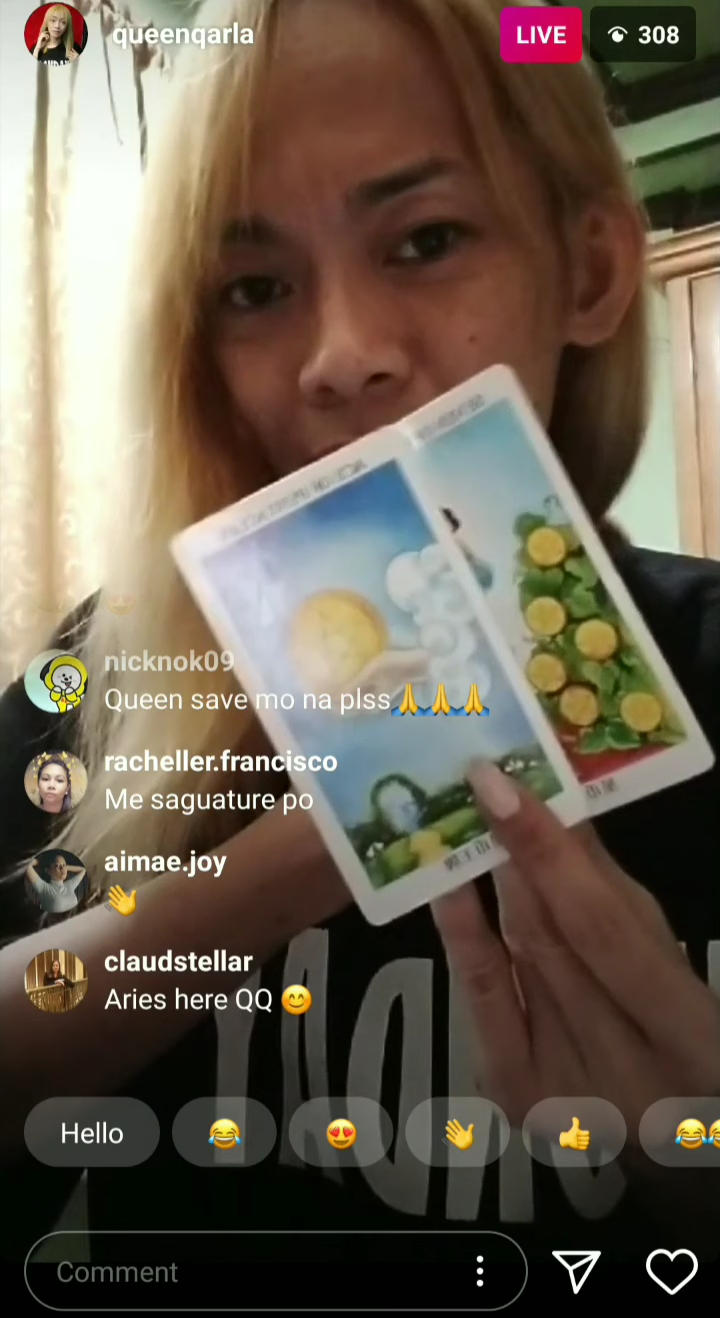 queenqarla
LIVE
308
nicknok09
Queen save mo na plss🙏🙏🙏
racheller.francisco
Me saguature po
aimae.joy
👋
claudstellar
Aries here QQ 😊
Hello 😂 😍 👋 👍 😂
Comment